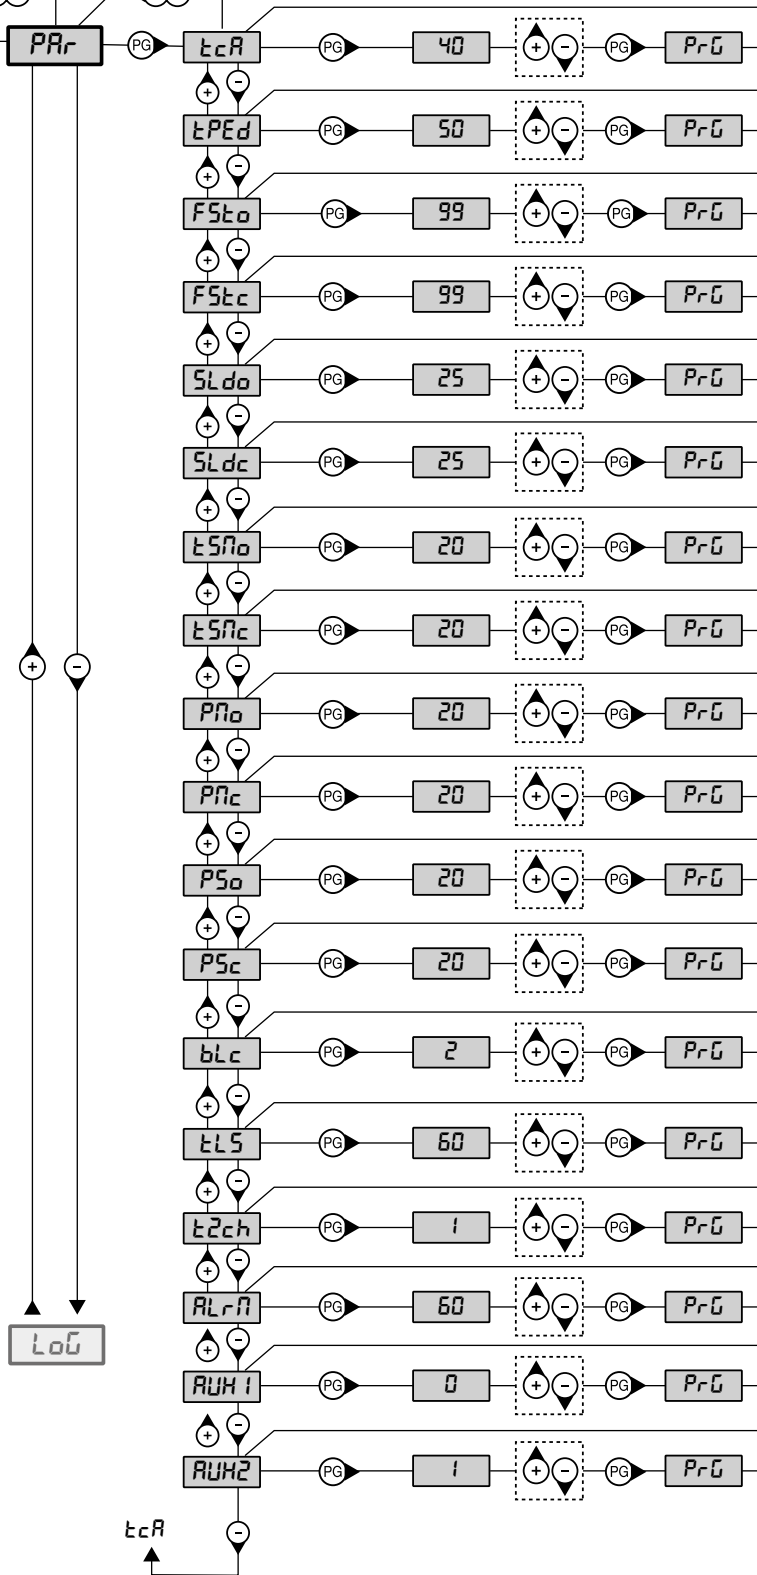 PAr PG tcA PG 40 + - PG PrG
+ -
tPEd PG 50 + - PG PrG
+ -
FSto PG 99 + - PG PrG
+ -
FStc PG 99 + - PG PrG
+ -
SLdo PG 25 + - PG PrG
+ -
SLdc PG 25 + - PG PrG
+ -
tSMo PG 20 + - PG PrG
+ -
tSMc PG 20 + - PG PrG
+ - + -
PMo PG 20 + - PG PrG
+ -
PMc PG 20 + - PG PrG
+ -
PSo PG 20 + - PG PrG
+ -
PSc PG 20 + - PG PrG
+ -
bLc PG 2 + - PG PrG
+ -
tLS PG 60 + - PG PrG
+ -
t2ch PG 1 + - PG PrG
+ -
ALrM PG 60 + - PG PrG
LoG + -
AUH1 PG 0 + - PG PrG
+ -
AUH2 PG 1 + - PG PrG
tcA -